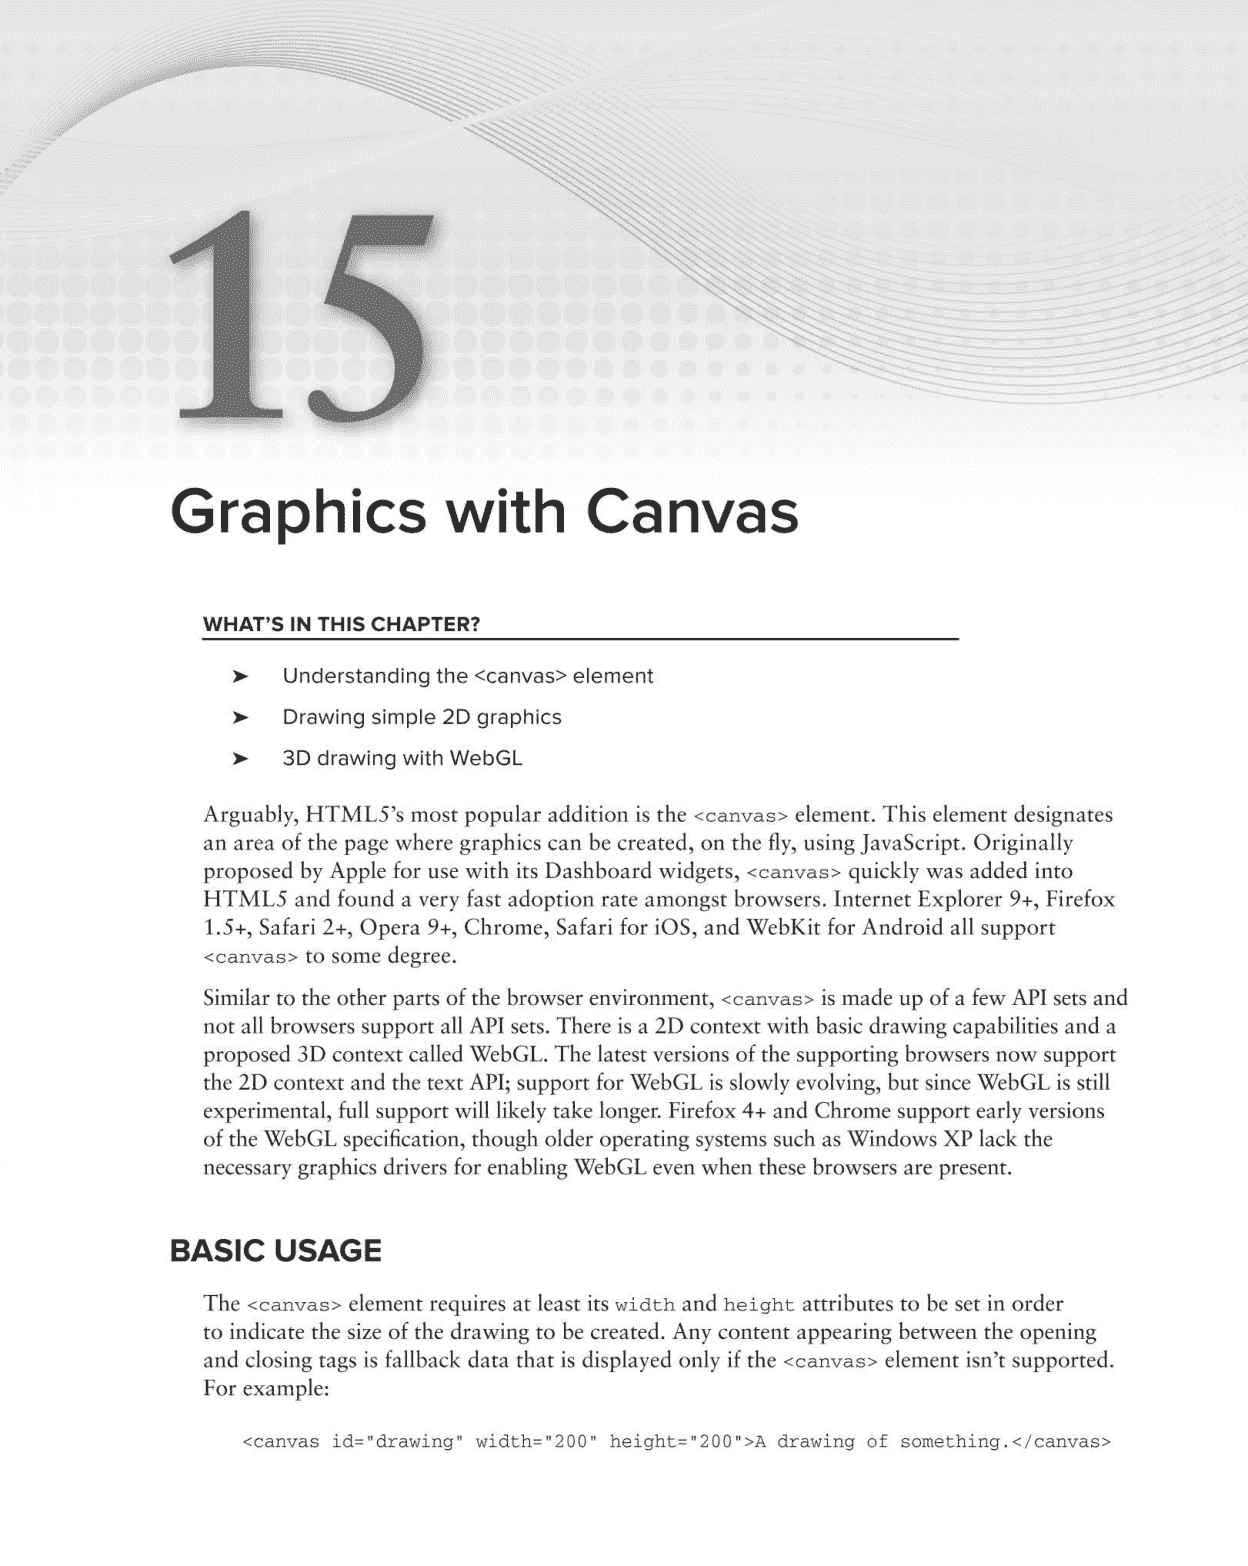 15
Graphics with Canvas
WHAT'S IN THIS CHAPTER?
➤ Understanding the <canvas> element
➤ Drawing simple 2D graphics
➤ 3D drawing with WebGL
Arguably, HTML5's most popular addition is the <canvas> element. This element designates
an area of the page where graphics can be created, on the fly, using JavaScript. Originally
proposed by Apple for use with its Dashboard widgets, <canvas> quickly was added into
HTML5 and found a very fast adoption rate amongst browsers. Internet Explorer 9+, Firefox
1.5+, Safari 2+, Opera 9+, Chrome, Safari for iOS, and WebKit for Android all support
<canvas> to some degree.
Similar to the other parts of the browser environment, <canvas> is made up of a few API sets and
not all browsers support all API sets. There is a 2D context with basic drawing capabilities and a
proposed 3D context called WebGL. The latest versions of the supporting browsers now support
the 2D context and the text API; support for WebGL is slowly evolving, but since WebGL is still
experimental, full support will likely take longer. Firefox 4+ and Chrome support early versions
of the WebGL specification, though older operating systems such as Windows XP lack the
necessary graphics drivers for enabling WebGL even when these browsers are present.
BASIC USAGE
The <canvas> element requires at least its width and height attributes to be set in order
to indicate the size of the drawing to be created. Any content appearing between the opening
and closing tags is fallback data that is displayed only if the <canvas> element isn't supported.
For example:
<canvas id="drawing" width="200" height="200">A drawing of something.</canvas>